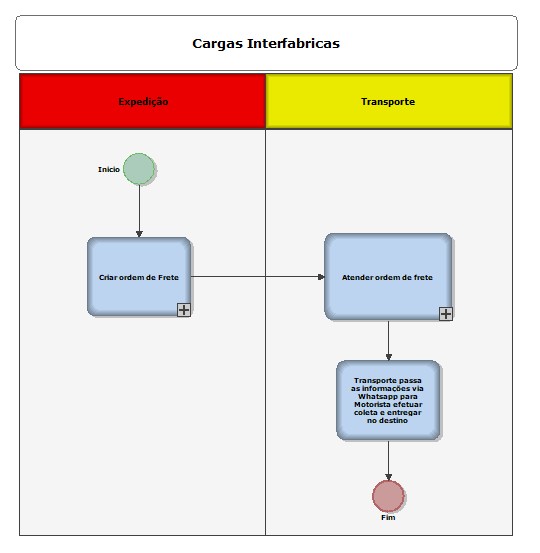 Cargas Interfabricas
Expedição
Transporte
Inicio
Criar ordem de Frete
Atender ordem de frete
Transporte passa
as informações via
Whatsapp para
Motorista efetuar
coleta e entregar
no destino
Fim